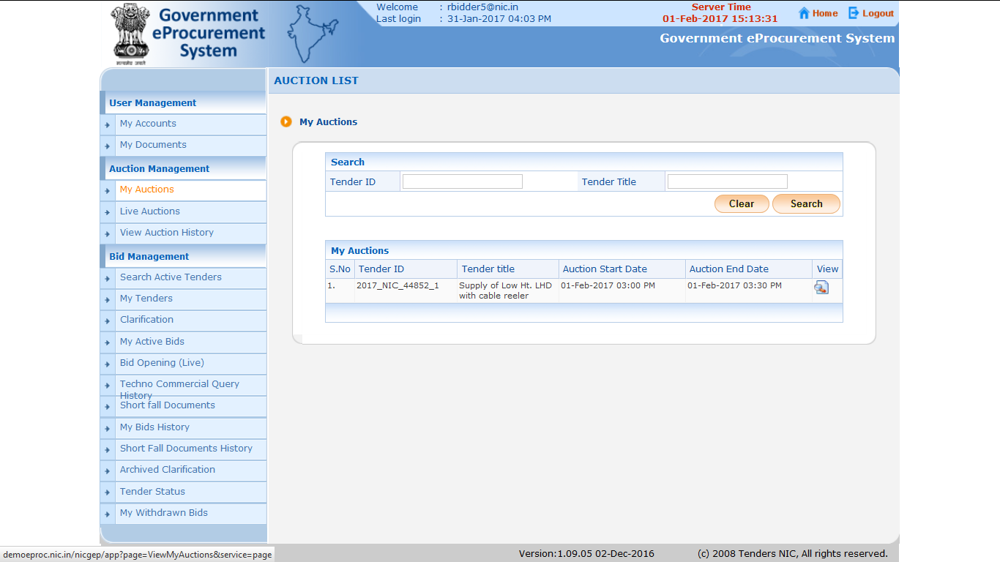 Government
eProcurement
System
सत्यमेव जयते
Welcome : rbidder5@nic.in
Last login : 31-Jan-2017 04:03 PM
Server Time
01-Feb-2017 15:13:31
Home
Logout
Government eProcurement System
AUCTION LIST
User Management
My Accounts
My Documents
Auction Management
My Auctions
Live Auctions
View Auction History
Bid Management
Search Active Tenders
My Tenders
Clarification
My Active Bids
Bid Opening (Live)
Techno Commercial Query
History
Short fall Documents
My Bids History
Short Fall Documents History
Archived Clarification
Tender Status
My Withdrawn Bids
My Auctions
Search
Tender ID
Tender Title
Clear
Search
My Auctions
S.No Tender ID Tender title Auction Start Date Auction End Date View
1. 2017_NIC_44852_1 Supply of Low Ht. LHD 01-Feb-2017 03:00 PM 01-Feb-2017 03:30 PM
with cable reeler
Version:1.09.05 02-Dec-2016
(c) 2008 Tenders NIC, All rights reserved.
demoeproc.nic.in/nicgep/app?page=ViewMyAuctions&service=page